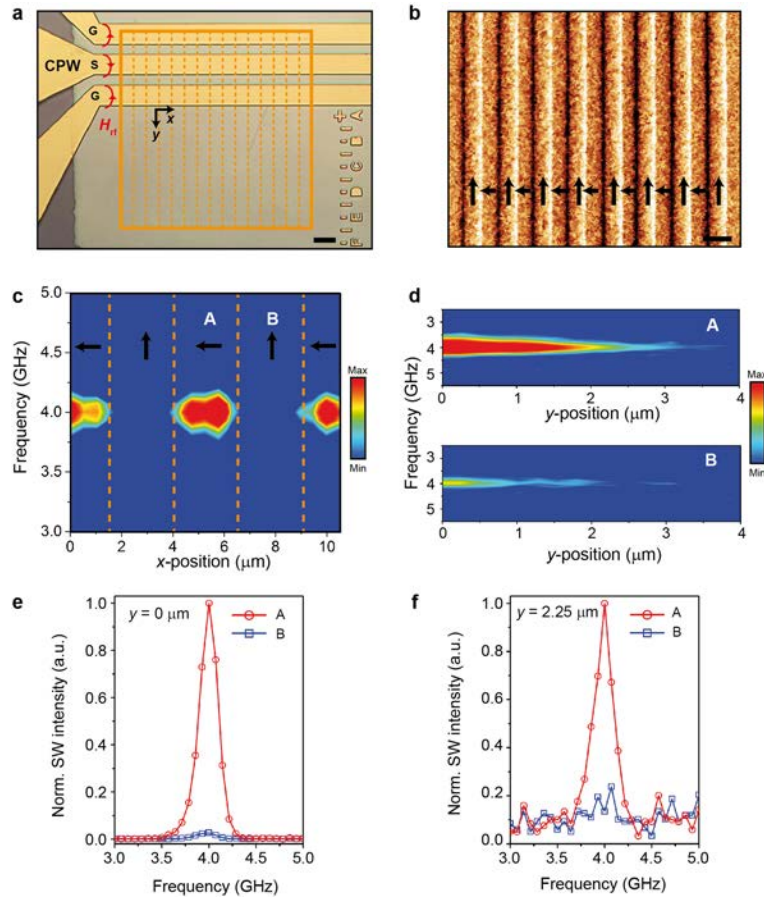 a
G
CPW
S
G
H_rf
x
y
A
B
C
D
E
F
b
c
5.0
4.5
4.0
3.5
3.0
Frequency (GHz)
A
B
Max
Min
0 2 4 6 8 10
x-position (μm)
d
3
4
5
A
0 1 2 3 4
y-position (μm)
Frequency (GHz)
3
4
5
B
0 1 2 3 4
y-position (μm)
Max
Min
e
1.0
0.8
0.6
0.4
0.2
0.0
Norm. SW intensity (a.u.)
y = 0 μm
A
B
3.0 3.5 4.0 4.5 5.0
Frequency (GHz)
f
1.0
0.8
0.6
0.4
0.2
0.0
Norm. SW intensity (a.u.)
y = 2.25 μm
A
B
3.0 3.5 4.0 4.5 5.0
Frequency (GHz)